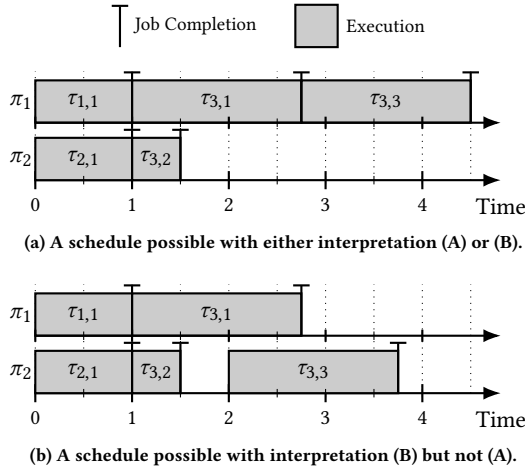 Job Completion Execution
π1 τ1,1 τ3,1 τ3,3
π2 τ2,1 τ3,2
0 1 2 3 4 Time
(a) A schedule possible with either interpretation (A) or (B).
π1 τ1,1 τ3,1
π2 τ2,1 τ3,2 τ3,3
0 1 2 3 4 Time
(b) A schedule possible with interpretation (B) but not (A).